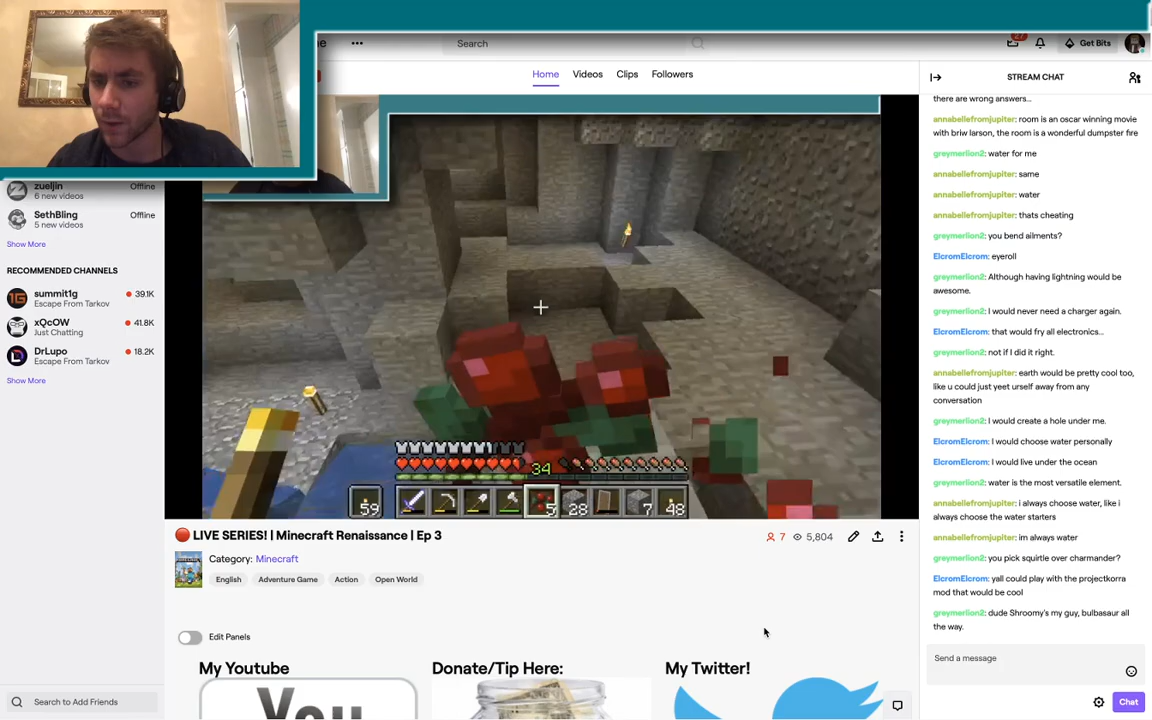 e
Search
27
Get Bits
Home Videos Clips Followers
STREAM CHAT
zueljin Offline
6 new videos
SethBling Offline
5 new videos
Show More
RECOMMENDED CHANNELS
summit1g 39.1K
Escape From Tarkov
xQcOW 41.8K
Just Chatting
DrLupo 18.2K
Escape From Tarkov
Show More
Search to Add Friends
34
59 5 28 7 48
LIVE SERIES! | Minecraft Renaissance | Ep 3
7 5,804
Category: Minecraft
English Adventure Game Action Open World
Edit Panels
My Youtube Donate/Tip Here: My Twitter!
You
there are wrong answers...
annabellefromjupiter: room is an oscar winning movie
with briw larson, the room is a wonderful dumpster fire
greymerlion2: water for me
annabellefromjupiter: same
annabellefromjupiter: water
annabellefromjupiter: thats cheating
greymerlion2: you bend ailments?
ElcromElcrom: eyeroll
greymerlion2: Although having lightning would be
awesome.
greymerlion2: I would never need a charger again.
ElcromElcrom: that would fry all electronics...
greymerlion2: not if I did it right.
annabellefromjupiter: earth would be pretty cool too,
like u could just yeet urself away from any
conversation
greymerlion2: I would create a hole under me.
ElcromElcrom: I would choose water personally
ElcromElcrom: I would live under the ocean
greymerlion2: water is the most versatile element.
annabellefromjupiter: i always choose water, like i
always choose the water starters
annabellefromjupiter: im always water
greymerlion2: you pick squirtle over charmander?
ElcromElcrom: yall could play with the projectkorra
mod that would be cool
greymerlion2: dude Shroomy's my guy, bulbasaur all
the way.
Send a message
Chat